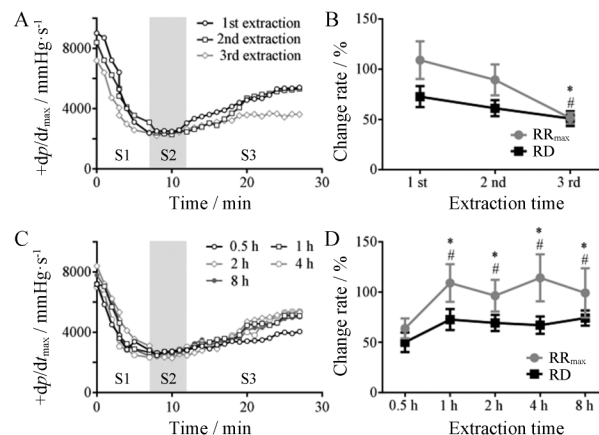 A
+dp/dtmax / mmHg·s-1
8000
4000
0
1st extraction
2nd extraction
3rd extraction
S1 S2 S3
0 10 20 30
Time / min
B
Change rate / %
150
100
50
0
*
#
RRmax
RD
1 st 2 nd 3 rd
Extraction time
C
+dp/dtmax / mmHg·s-1
8000
4000
0
0.5 h 1 h
2 h 4 h
8 h
S1 S2 S3
0 10 20 30
Time / min
D
Change rate / %
150
100
50
0
* * * *
# # # #
RRmax
RD
0.5 h 1 h 2 h 4 h 8 h
Extraction time